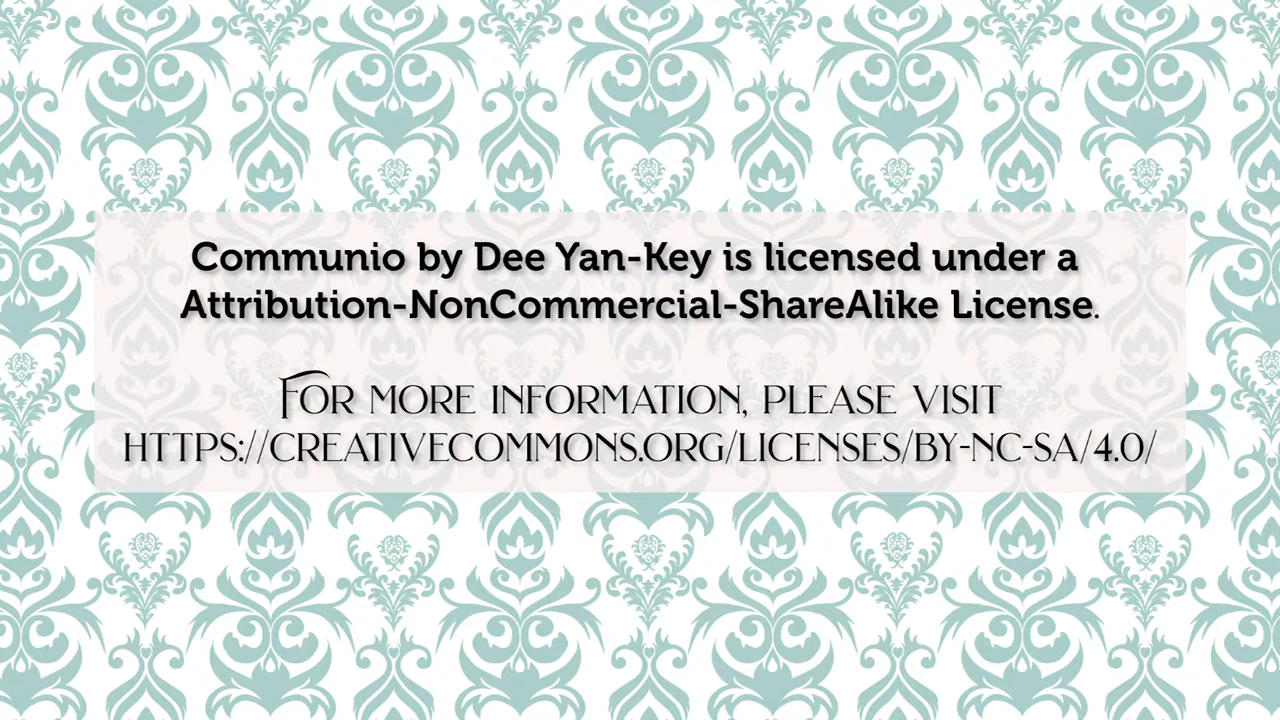 Communio by Dee Yan-Key is licensed under a
Attribution-NonCommercial-ShareAlike License.
For more information, please visit
https://creativecommons.org/licenses/by-nc-sa/4.0/